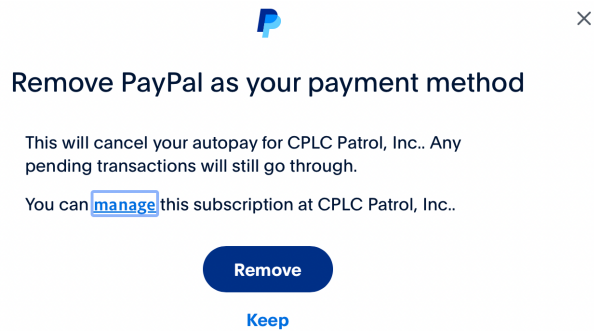 Remove PayPal as your payment method
This will cancel your autopay for CPLC Patrol, Inc.. Any
pending transactions will still go through.
You can manage this subscription at CPLC Patrol, Inc..
Remove
Keep